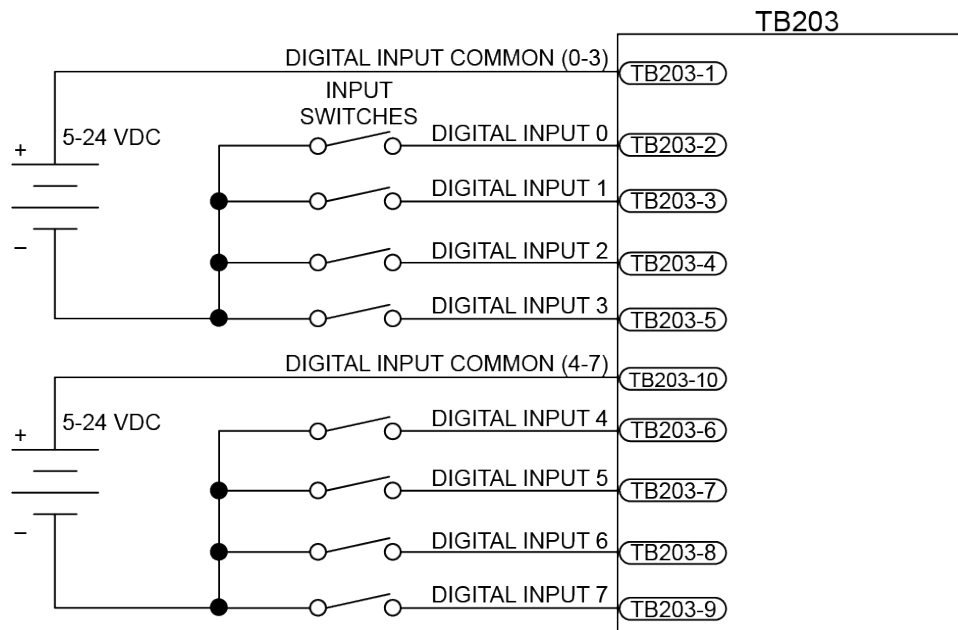 TB203
DIGITAL INPUT COMMON (0-3)
TB203-1
INPUT
SWITCHES
+
5-24 VDC
–
DIGITAL INPUT 0
TB203-2
DIGITAL INPUT 1
TB203-3
DIGITAL INPUT 2
TB203-4
DIGITAL INPUT 3
TB203-5
DIGITAL INPUT COMMON (4-7)
TB203-10
+
5-24 VDC
–
DIGITAL INPUT 4
TB203-6
DIGITAL INPUT 5
TB203-7
DIGITAL INPUT 6
TB203-8
DIGITAL INPUT 7
TB203-9